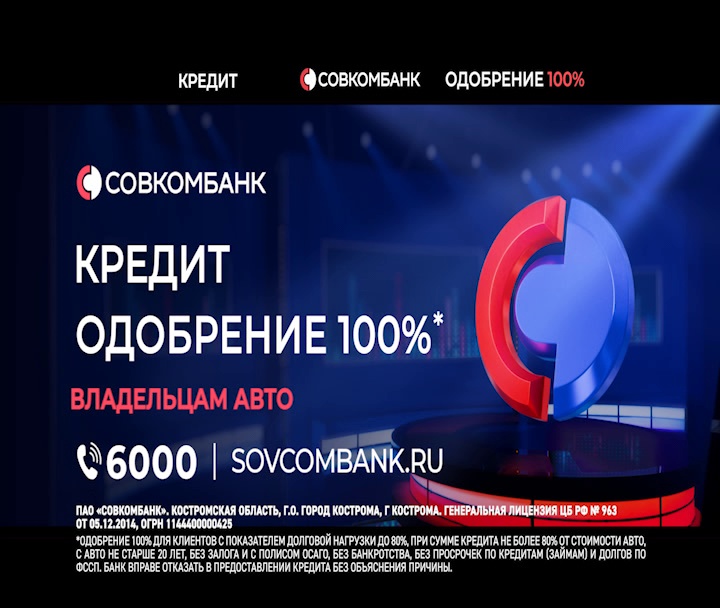 КРЕДИТ СОВКОМБАНК ОДОБРЕНИЕ 100%
СОВКОМБАНК
КРЕДИТ
ОДОБРЕНИЕ 100%*
ВЛАДЕЛЬЦАМ АВТО
6000 | SOVCOMBANK.RU
ПАО «СОВКОМБАНК». КОСТРОМСКАЯ ОБЛАСТЬ, Г.О. ГОРОД КОСТРОМА, Г КОСТРОМА. ГЕНЕРАЛЬНАЯ ЛИЦЕНЗИЯ ЦБ РФ № 963
ОТ 05.12.2014, ОГРН 1144400000425
*ОДОБРЕНИЕ 100% ДЛЯ КЛИЕНТОВ С ПОКАЗАТЕЛЕМ ДОЛГОВОЙ НАГРУЗКИ ДО 80%, ПРИ СУММЕ КРЕДИТА НЕ БОЛЕЕ 80% ОТ СТОИМОСТИ АВТО,
С АВТО НЕ СТАРШЕ 20 ЛЕТ, БЕЗ ЗАЛОГА И С ПОЛИСОМ ОСАГО, БЕЗ БАНКРОТСТВА, БЕЗ ПРОСРОЧЕК ПО КРЕДИТАМ (ЗАЙМАМ) И ДОЛГОВ ПО
ФССП. БАНК ВПРАВЕ ОТКАЗАТЬ В ПРЕДОСТАВЛЕНИИ КРЕДИТА БЕЗ ОБЪЯСНЕНИЯ ПРИЧИНЫ.